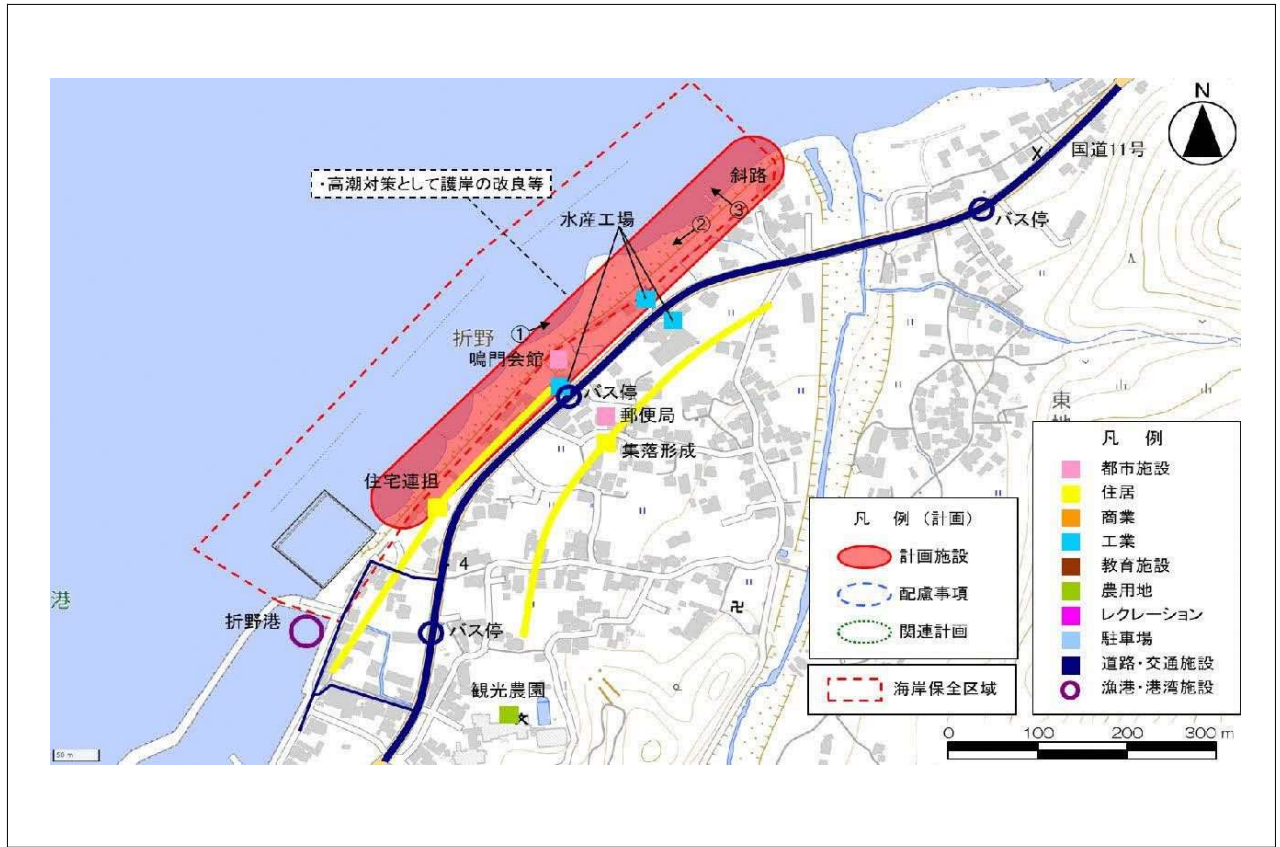 N
国道11号
バス停
斜路
・高潮対策として護岸の改良等
③
②
水産工場
①
折野
鳴門会館
バス停
郵便局
集落形成
住宅連担
4
港
折野港
バス停
観光農園
凡 例 (計画)
計画施設
配慮事項
関連計画
海岸保全区域
凡 例
都市施設
住居
商業
工業
教育施設
農用地
レクレーション
駐車場
道路・交通施設
漁港・港湾施設
50 m
0 100 200 300 m